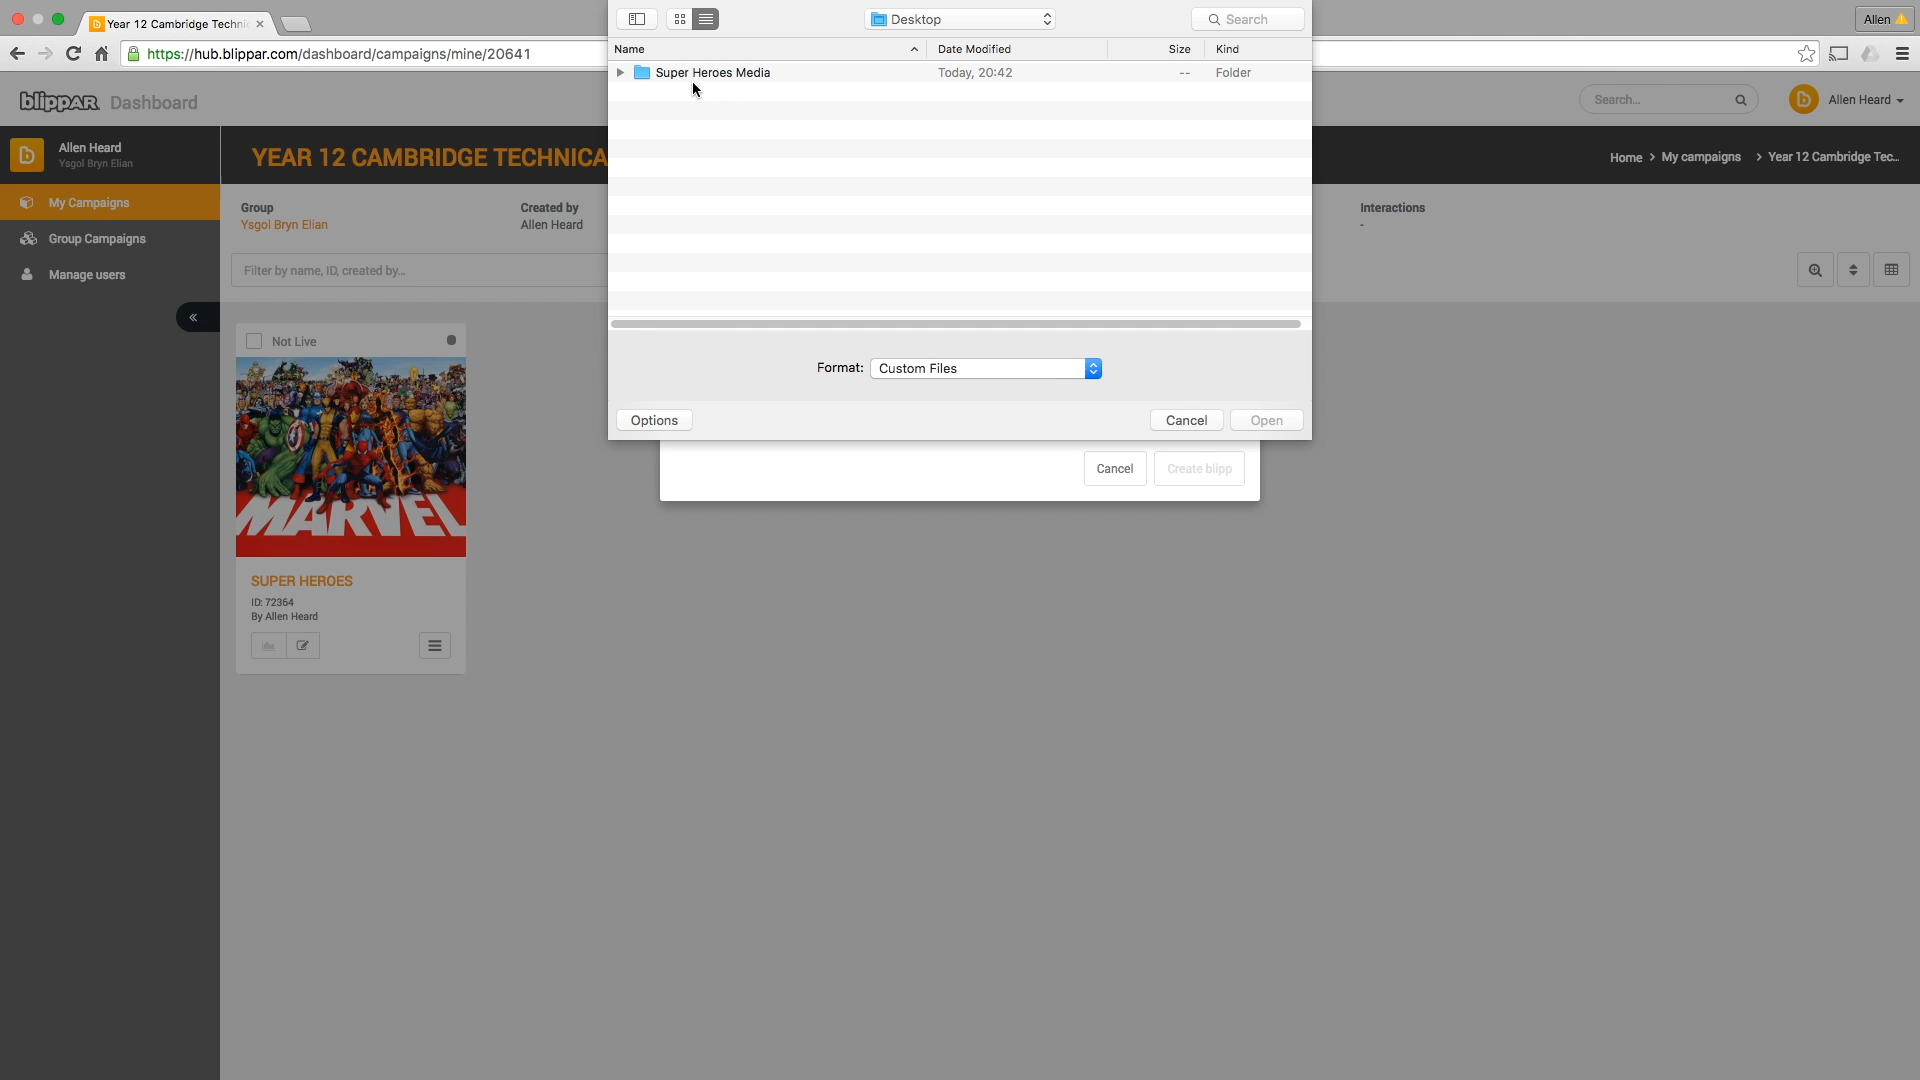 Year 12 Cambridge Techni
Allen
https://hub.blippar.com/dashboard/campaigns/mine/20641
Desktop
Search
Name
Date Modified
Size
Kind
Super Heroes Media
Today, 20:42
--
Folder
blippAR Dashboard
Search...
Allen Heard
Allen Heard
Ysgol Bryn Elian
YEAR 12 CAMBRIDGE TECHNICA
Home > My campaigns > Year 12 Cambridge Tec...
My Campaigns
Group Campaigns
Manage users
Group
Ysgol Bryn Elian
Created by
Allen Heard
Interactions
-
Filter by name, ID, created by...
Format: Custom Files
Options
Cancel
Open
Cancel
Create blipp
Not Live
MARVEL
SUPER HEROES
ID: 72364
By Allen Heard